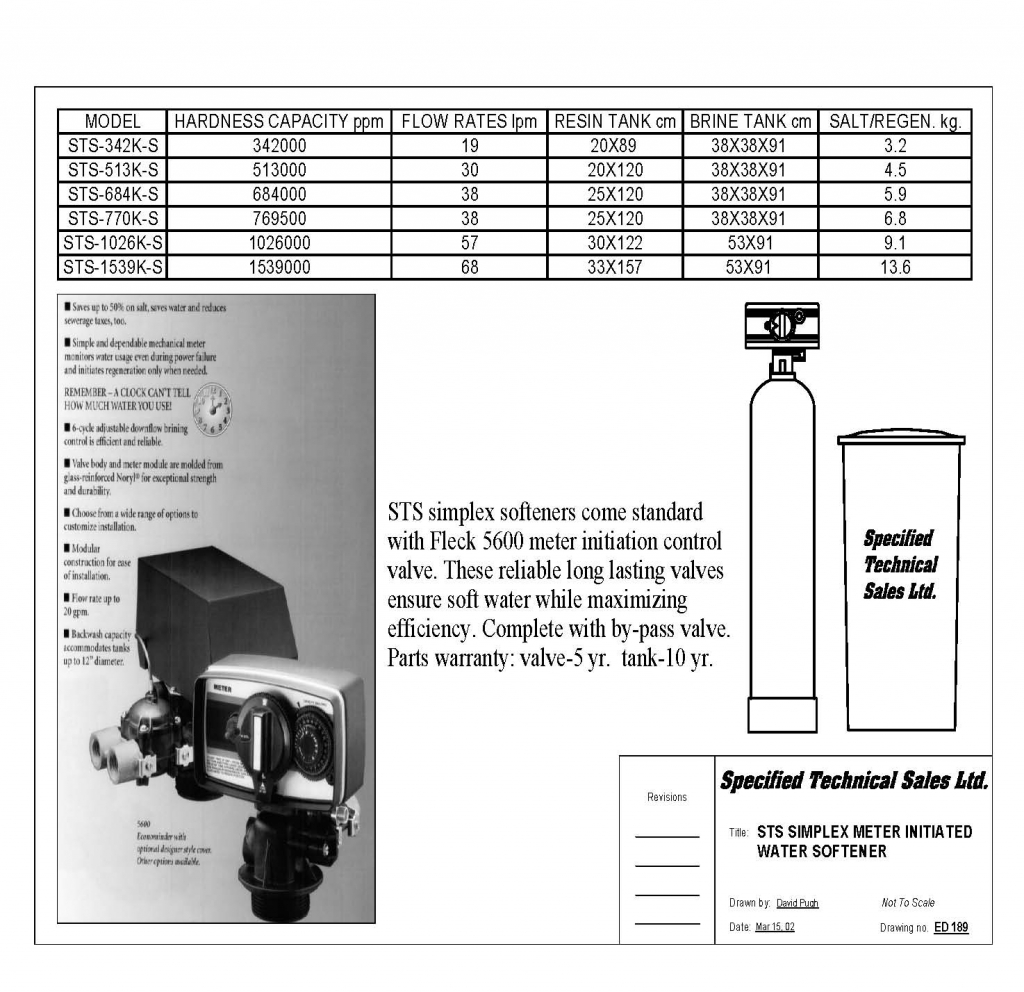 MODEL HARDNESS CAPACITY ppm FLOW RATES lpm RESIN TANK cm BRINE TANK cm SALT/REGEN. kg.
STS-342K-S 342000 19 20X89 38X38X91 3.2
STS-513K-S 513000 30 20X120 38X38X91 4.5
STS-684K-S 684000 38 25X120 38X38X91 5.9
STS-770K-S 769500 38 25X120 38X38X91 6.8
STS-1026K-S 1026000 57 30X122 53X91 9.1
STS-1539K-S 1539000 68 33X157 53X91 13.6
■ Saves up to 50% on salt, saves water and reduces
sewerage taxes, too.
■ Simple and dependable mechanical meter
monitors water usage even during power failure
and initiates regeneration only when needed.
REMEMBER – A CLOCK CAN'T TELL
HOW MUCH WATER YOU USE!
■ 6-cycle adjustable downflow brining
control is efficient and reliable.
■ Valve body and meter module are molded from
glass-reinforced Noryl® for exceptional strength
and durability.
■ Choose from a wide range of options to
customize installation.
■ Modular
construction for ease
of installation.
■ Flow rate up to
20 gpm.
■ Backwash capacity
accommodates tanks
up to 12" diameter.
METER
5600
Econominder with
optional designer style cover.
Other options available.
STS simplex softeners come standard
with Fleck 5600 meter initiation control
valve. These reliable long lasting valves
ensure soft water while maximizing
efficiency. Complete with by-pass valve.
Parts warranty: valve-5 yr. tank-10 yr.
Specified
Technical
Sales Ltd.
Revisions
Specified Technical Sales Ltd.
Title: STS SIMPLEX METER INITIATED
WATER SOFTENER
Drawn by: David Pugh Not To Scale
Date: Mar 15, 02 Drawing no. ED 189